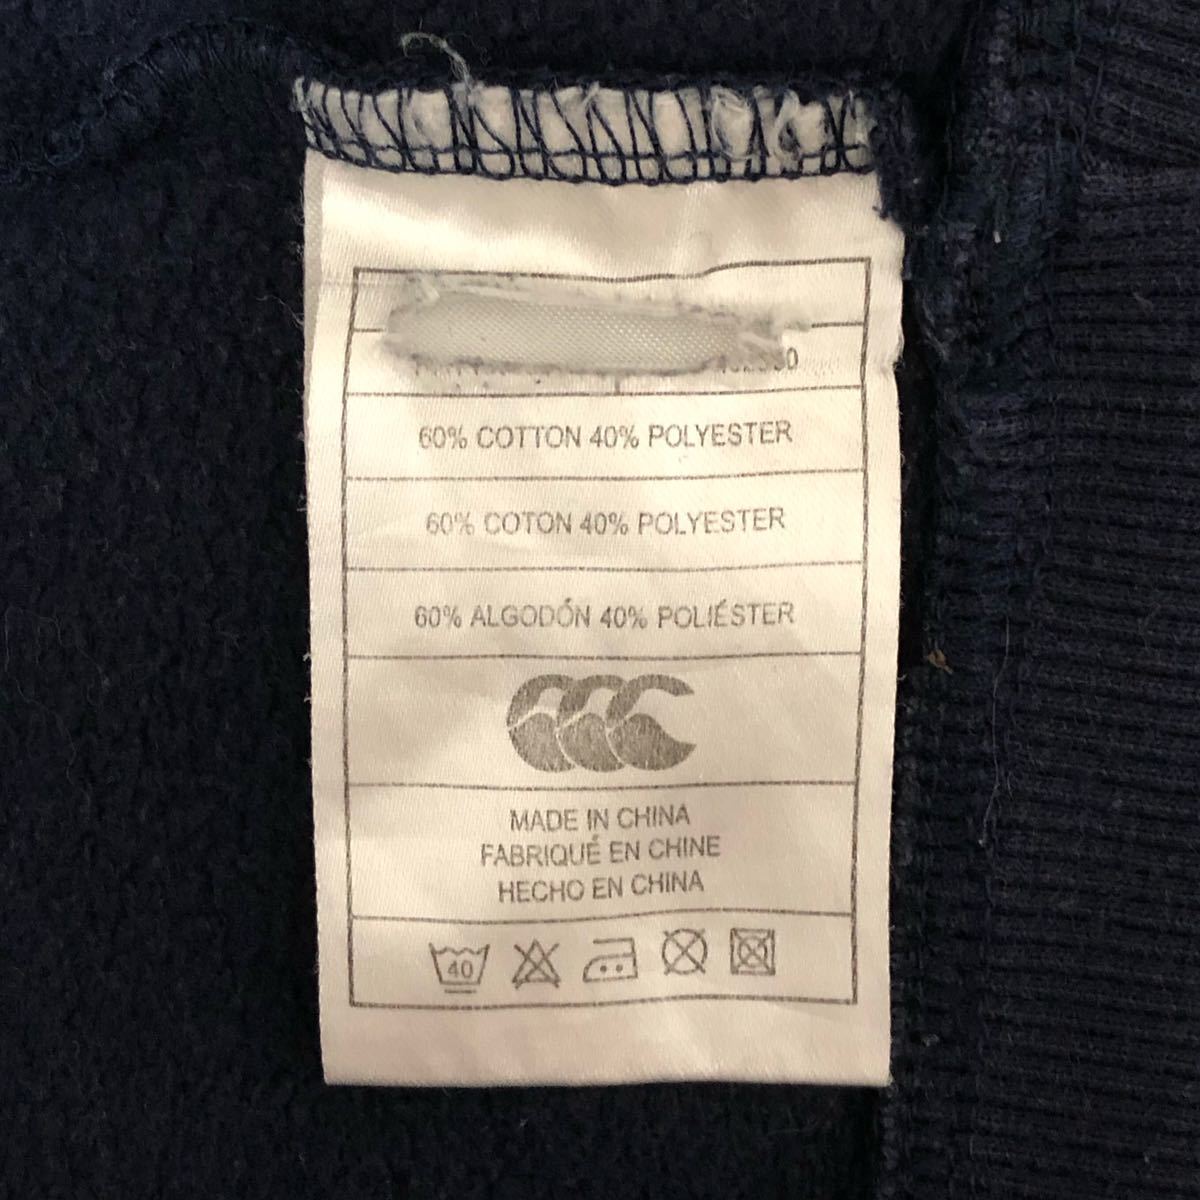 60% COTTON 40% POLYESTER
60% COTON 40% POLYESTER
60% ALGODÓN 40% POLIÉSTER
MADE IN CHINA
FABRIQUÉ EN CHINE
HECHO EN CHINA
40